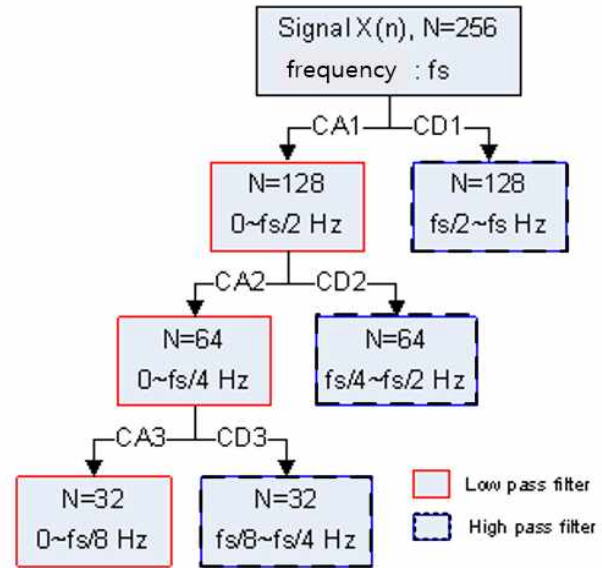 Signal X(n), N=256
frequency : fs
CA1 CD1
N=128
0~fs/2 Hz
N=128
fs/2~fs Hz
CA2 CD2
N=64
0~fs/4 Hz
N=64
fs/4~fs/2 Hz
CA3 CD3
N=32
0~fs/8 Hz
N=32
fs/8~fs/4 Hz
Low pass filter
High pass filter